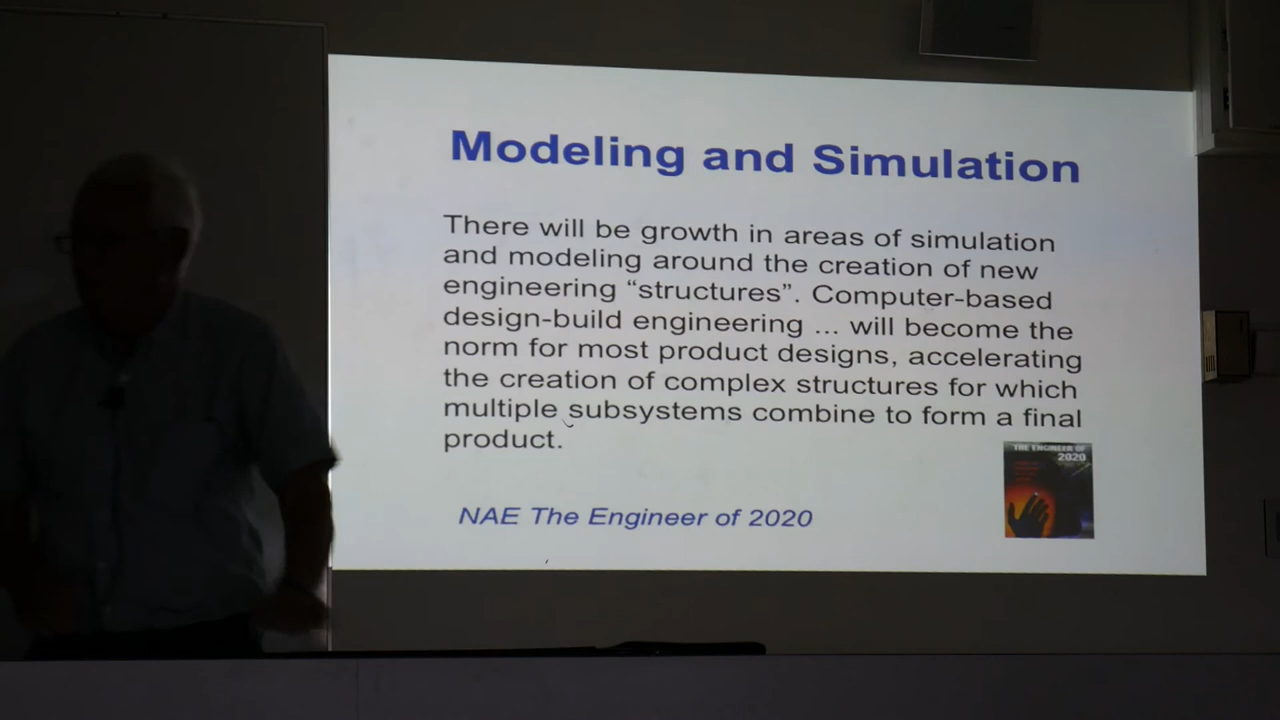 Modeling and Simulation
There will be growth in areas of simulation
and modeling around the creation of new
engineering “structures”. Computer-based
design-build engineering ... will become the
norm for most product designs, accelerating
the creation of complex structures for which
multiple subsystems combine to form a final
product.
THE ENGINEER OF
2020
NAE The Engineer of 2020